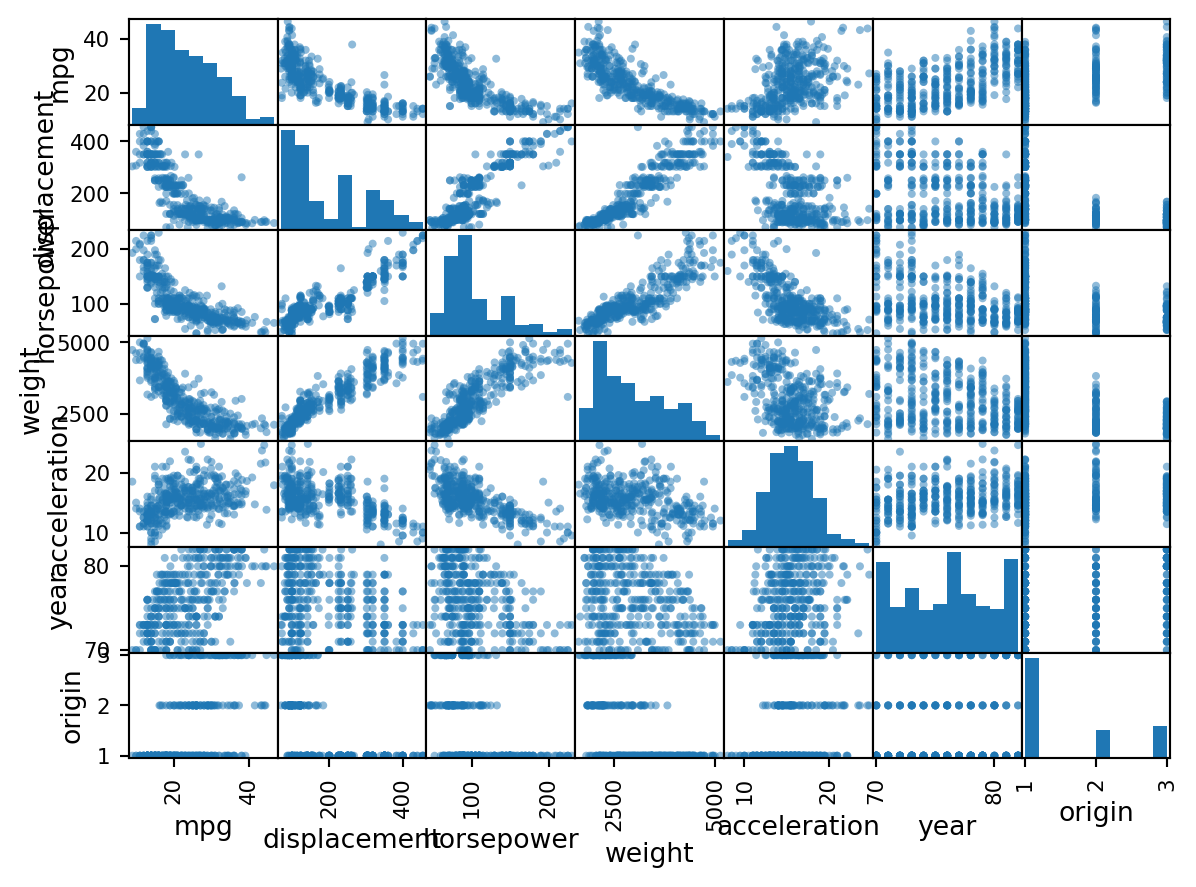 40
20
mpg
400
200
displacement
200
100
horsepower
5000
2500
weight
20
10
acceleration
80
70
year
3
2
1
origin
20 40
200 400
100 200
2500 5000
10 20
70 80
1 2 3
mpg
displacement
horsepower
weight
acceleration
year
origin